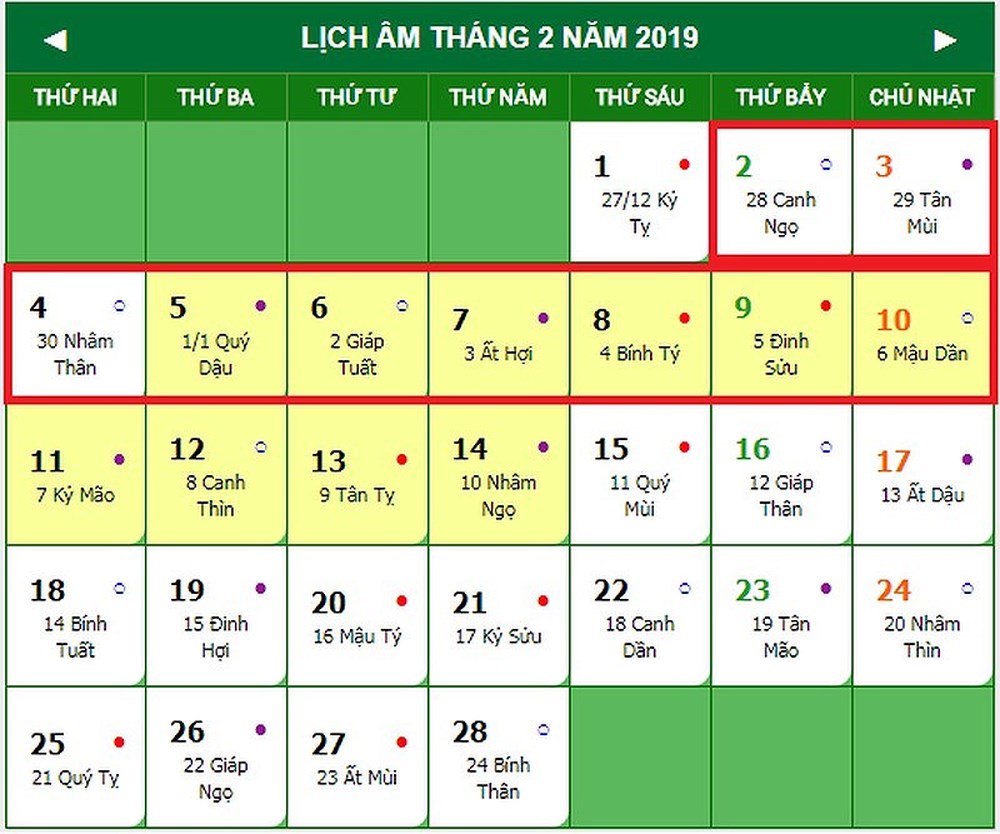 LỊCH ÂM THÁNG 2 NĂM 2019
THỨ HAI THỨ BA THỨ TƯ THỨ NĂM THỨ SÁU THỨ BẢY CHỦ NHẬT
1
27/12 Kỷ
Tỵ
2
28 Canh
Ngọ
3
29 Tân
Mùi
4
30 Nhâm
Thân
5
1/1 Quý
Dậu
6
2 Giáp
Tuất
7
3 Ất Hợi
8
4 Bính Tý
9
5 Đinh
Sửu
10
6 Mậu Dần
11
7 Kỷ Mão
12
8 Canh
Thìn
13
9 Tân Tỵ
14
10 Nhâm
Ngọ
15
11 Quý
Mùi
16
12 Giáp
Thân
17
13 Ất Dậu
18
14 Bính
Tuất
19
15 Đinh
Hợi
20
16 Mậu Tý
21
17 Kỷ Sửu
22
18 Canh
Dần
23
19 Tân
Mão
24
20 Nhâm
Thìn
25
21 Quý Tỵ
26
22 Giáp
Ngọ
27
23 Ất Mùi
28
24 Bính
Thân